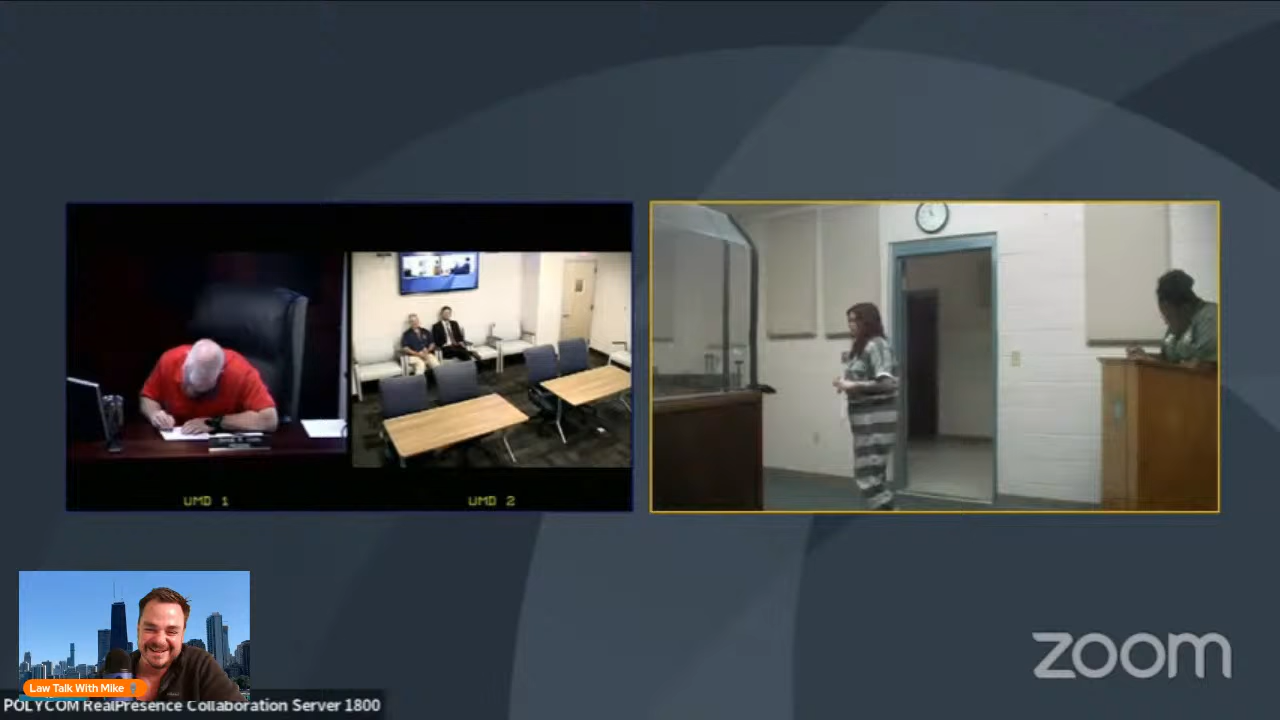 UMD 1
UMD 2
zoom
Law Talk With Mike
POLYCOM RealPresence Collaboration Server 1800